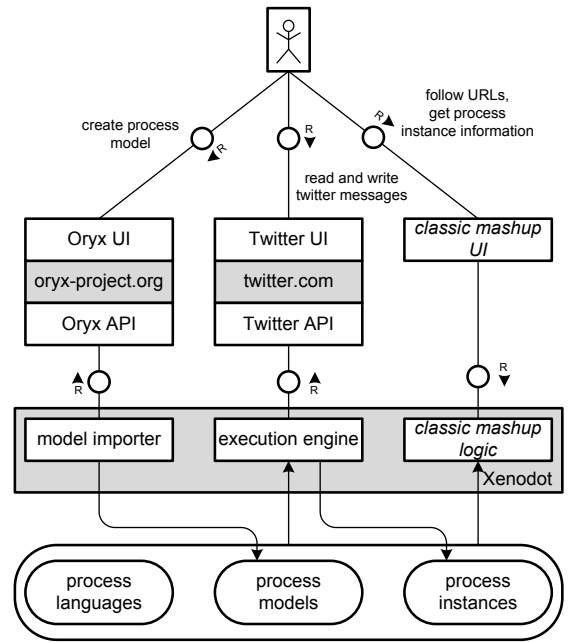 create process
model
R
R
read and write
twitter messages
R
follow URLs,
get process
instance information
Oryx UI
oryx-project.org
Oryx API
Twitter UI
twitter.com
Twitter API
classic mashup
UI
R
R
R
model importer
execution engine
classic mashup
logic
Xenodot
process
languages
process
models
process
instances